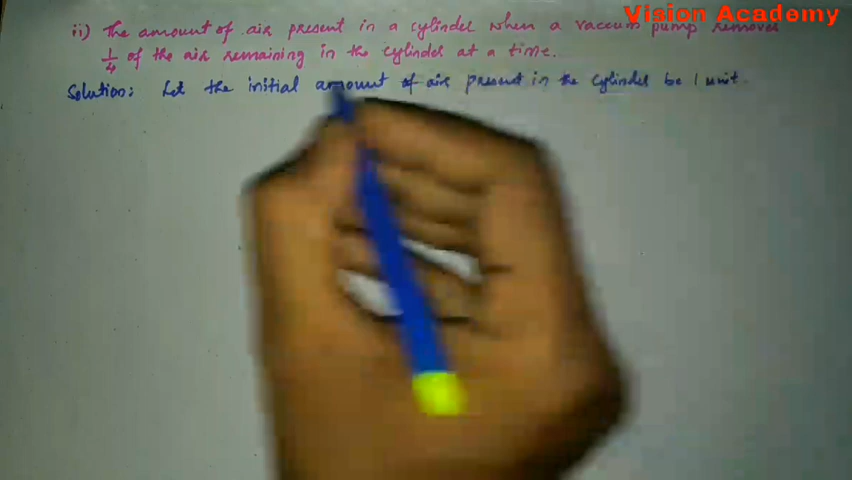 Vision Academy
ii) The amount of air present in a cylinder when a vaccum pump removes
1/4 of the air remaining in the cylinder at a time.
Solution: Let the initial amount of air present in the cylinder be 1 unit.